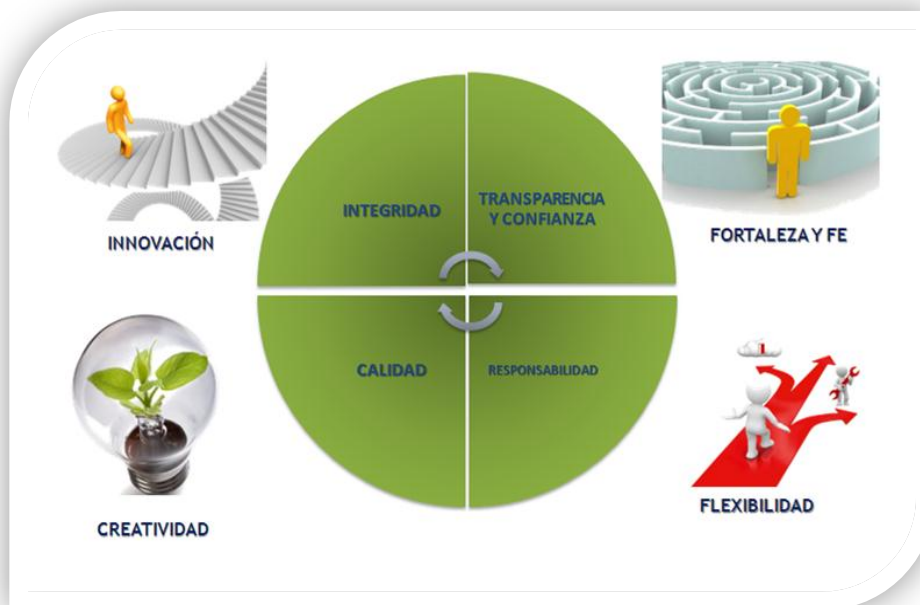 INNOVACIÓN
INTEGRIDAD
TRANSPARENCIA
Y CONFIANZA
FORTALEZA Y FE
CREATIVIDAD
CALIDAD
RESPONSABILIDAD
FLEXIBILIDAD